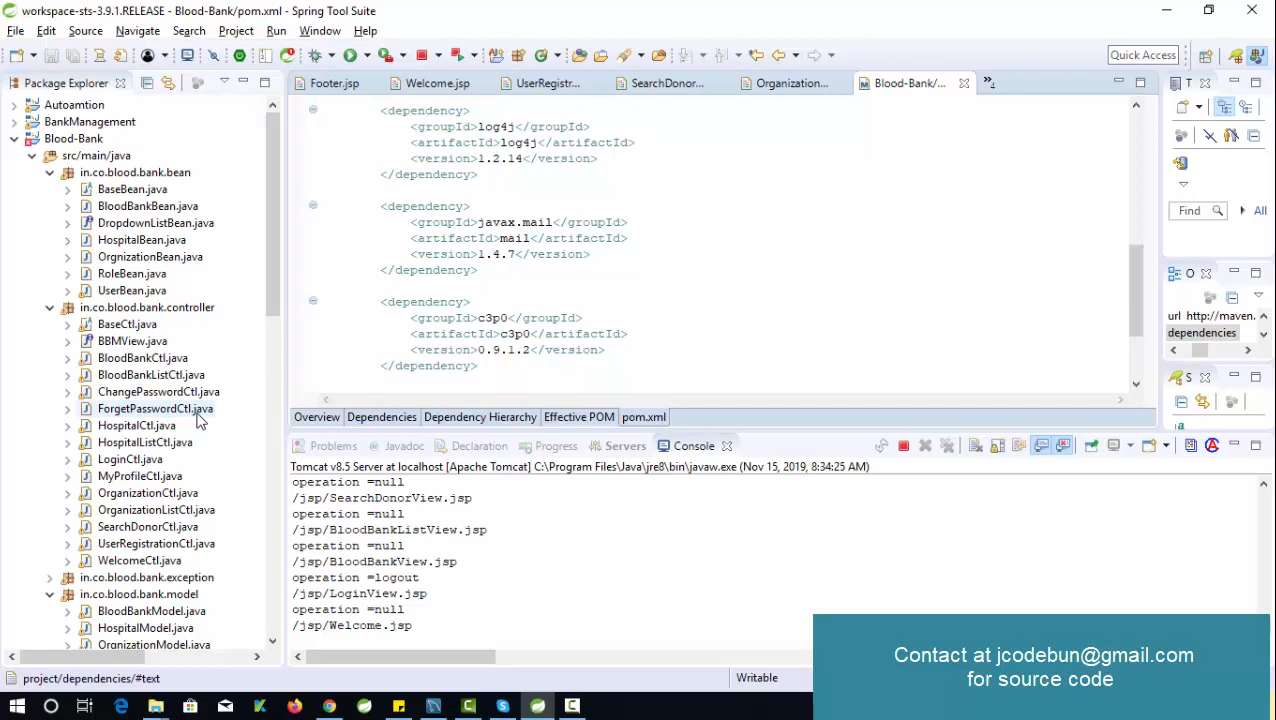 workspace-sts-3.9.1.RELEASE - Blood-Bank/pom.xml - Spring Tool Suite
File Edit Source Navigate Search Project Run Window Help
Quick Access
Package Explorer
Autoamtion
BankManagement
Blood-Bank
src/main/java
in.co.blood.bank.bean
BaseBean.java
BloodBankBean.java
DropdownListBean.java
HospitalBean.java
OrgnizationBean.java
RoleBean.java
UserBean.java
in.co.blood.bank.controller
BaseCtl.java
BBMView.java
BloodBankCtl.java
BloodBankListCtl.java
ChangePasswordCtl.java
ForgetPasswordCtl.java
HospitalCtl.java
HospitalListCtl.java
LoginCtl.java
MyProfileCtl.java
OrganizationCtl.java
OrganizationListCtl.java
SearchDonorCtl.java
UserRegistrationCtl.java
WelcomeCtl.java
in.co.blood.bank.exception
in.co.blood.bank.model
BloodBankModel.java
HospitalModel.java
OrgnizationModel.java
Footer.jsp Welcome.jsp UserRegistr... SearchDonor... Organization... Blood-Bank/... »4
<dependency>
<groupId>log4j</groupId>
<artifactId>log4j</artifactId>
<version>1.2.14</version>
</dependency>
<dependency>
<groupId>javax.mail</groupId>
<artifactId>mail</artifactId>
<version>1.4.7</version>
</dependency>
<dependency>
<groupId>c3p0</groupId>
<artifactId>c3p0</artifactId>
<version>0.9.1.2</version>
</dependency>
Overview Dependencies Dependency Hierarchy Effective POM pom.xml
T
Find All
O
url http://maven.
dependencies
S
Problems Javadoc Declaration Progress Servers Console
Tomcat v8.5 Server at localhost [Apache Tomcat] C:\Program Files\Java\jre8\bin\javaw.exe (Nov 15, 2019, 8:34:25 AM)
operation =null
/jsp/SearchDonorView.jsp
operation =null
/jsp/BloodBankListView.jsp
operation =null
/jsp/BloodBankView.jsp
operation =logout
/jsp/LoginView.jsp
operation =null
/jsp/Welcome.jsp
project/dependencies/#text
Writable
Contact at jcodebun@gmail.com
for source code